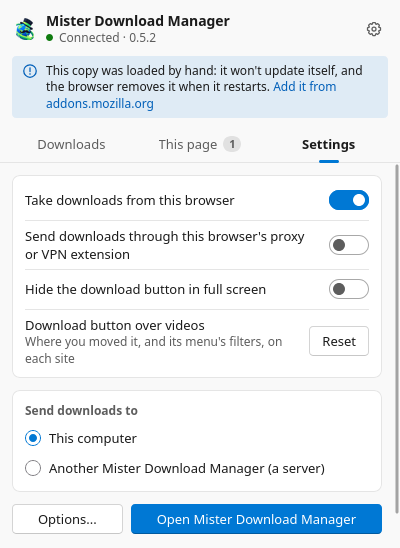 Mister Download Manager
Connected · 0.5.2
This copy was loaded by hand: it won't update itself, and
the browser removes it when it restarts. Add it from
addons.mozilla.org
Downloads
This page 1
Settings
Take downloads from this browser
Send downloads through this browser's proxy
or VPN extension
Hide the download button in full screen
Download button over videos
Where you moved it, and its menu's filters, on
each site
Reset
Send downloads to
This computer
Another Mister Download Manager (a server)
Options...
Open Mister Download Manager